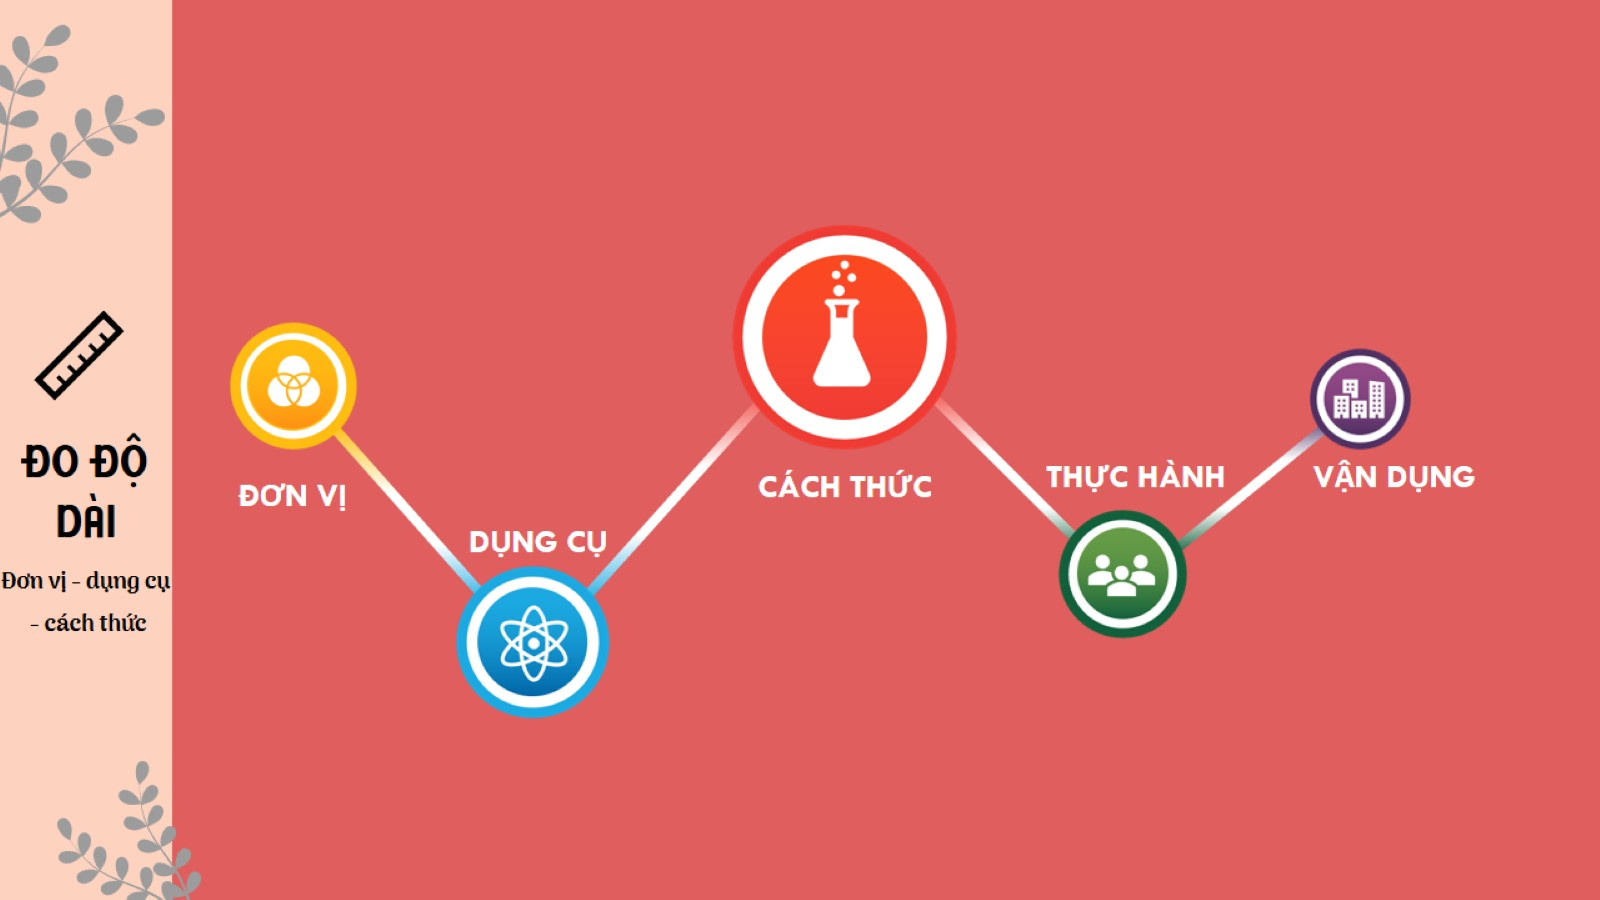 ĐO ĐỘ
DÀI
Đơn vị - dụng cụ
- cách thức
ĐƠN VỊ
DỤNG CỤ
CÁCH THỨC
THỰC HÀNH
VẬN DỤNG